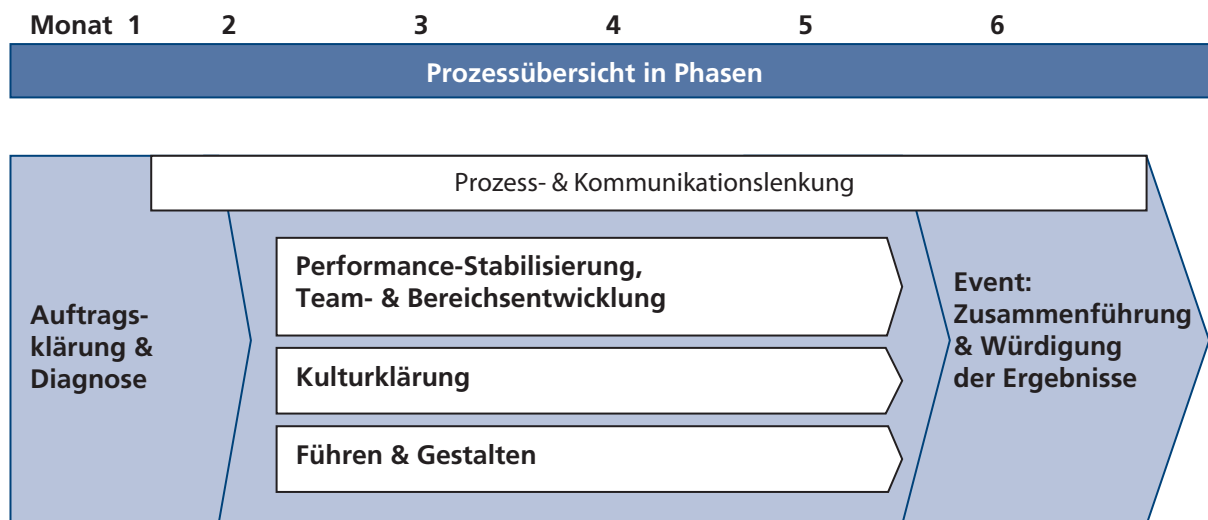 Monat 1 2 3 4 5 6
Prozessübersicht in Phasen
Prozess- & Kommunikationslenkung
Auftrags-
klärung &
Diagnose
Performance-Stabilisierung,
Team- & Bereichsentwicklung
Kulturklärung
Führen & Gestalten
Event:
Zusammenführung
& Würdigung
der Ergebnisse